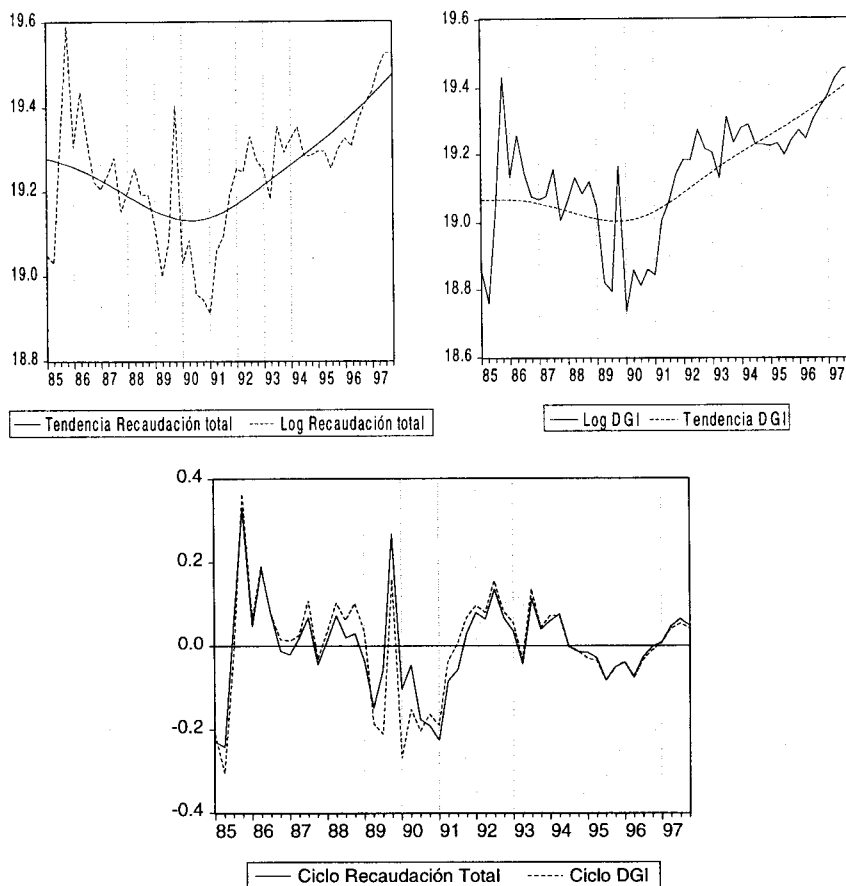 19.6
19.4
19.2
19.0
18.8
85 86 87 88 89 90 91 92 93 94 95 96 97
Tendencia Recaudación total Log Recaudación total
19.6
19.4
19.2
19.0
18.8
18.6
85 86 87 88 89 90 91 92 93 94 95 96 97
Log DGI Tendencia DGI
0.4
0.2
0.0
-0.2
-0.4
85 86 87 88 89 90 91 92 93 94 95 96 97
Ciclo Recaudación Total Ciclo DGI